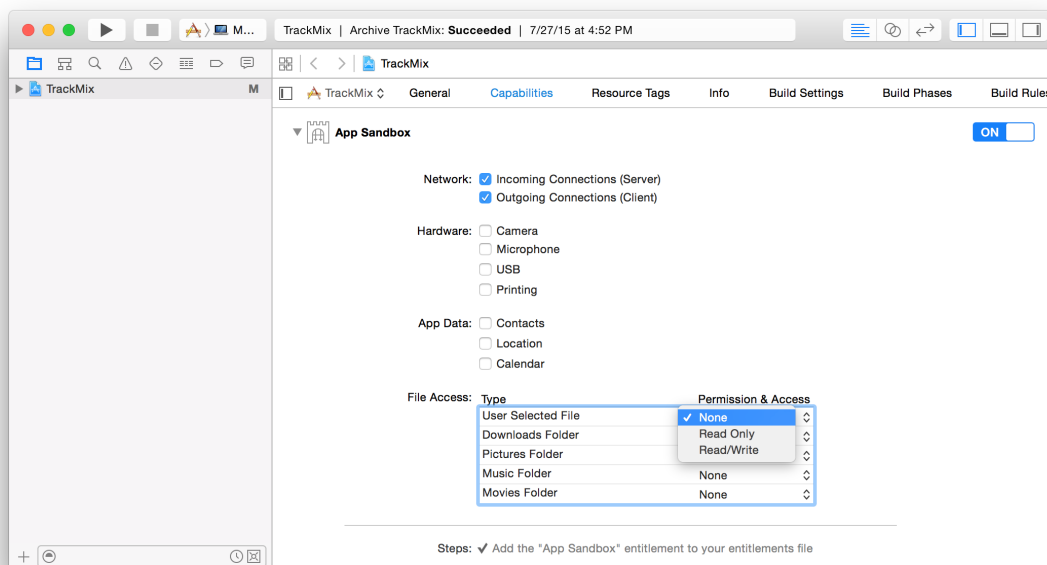 M... TrackMix | Archive TrackMix: Succeeded | 7/27/15 at 4:52 PM
TrackMix
TrackMix M
TrackMix General Capabilities Resource Tags Info Build Settings Build Phases Build Rules
App Sandbox ON
Network: Incoming Connections (Server)
Outgoing Connections (Client)
Hardware: Camera
Microphone
USB
Printing
App Data: Contacts
Location
Calendar
File Access: Type Permission & Access
User Selected File None
Downloads Folder Read Only
Pictures Folder Read/Write
Music Folder None
Movies Folder None
Steps: ✓ Add the "App Sandbox" entitlement to your entitlements file